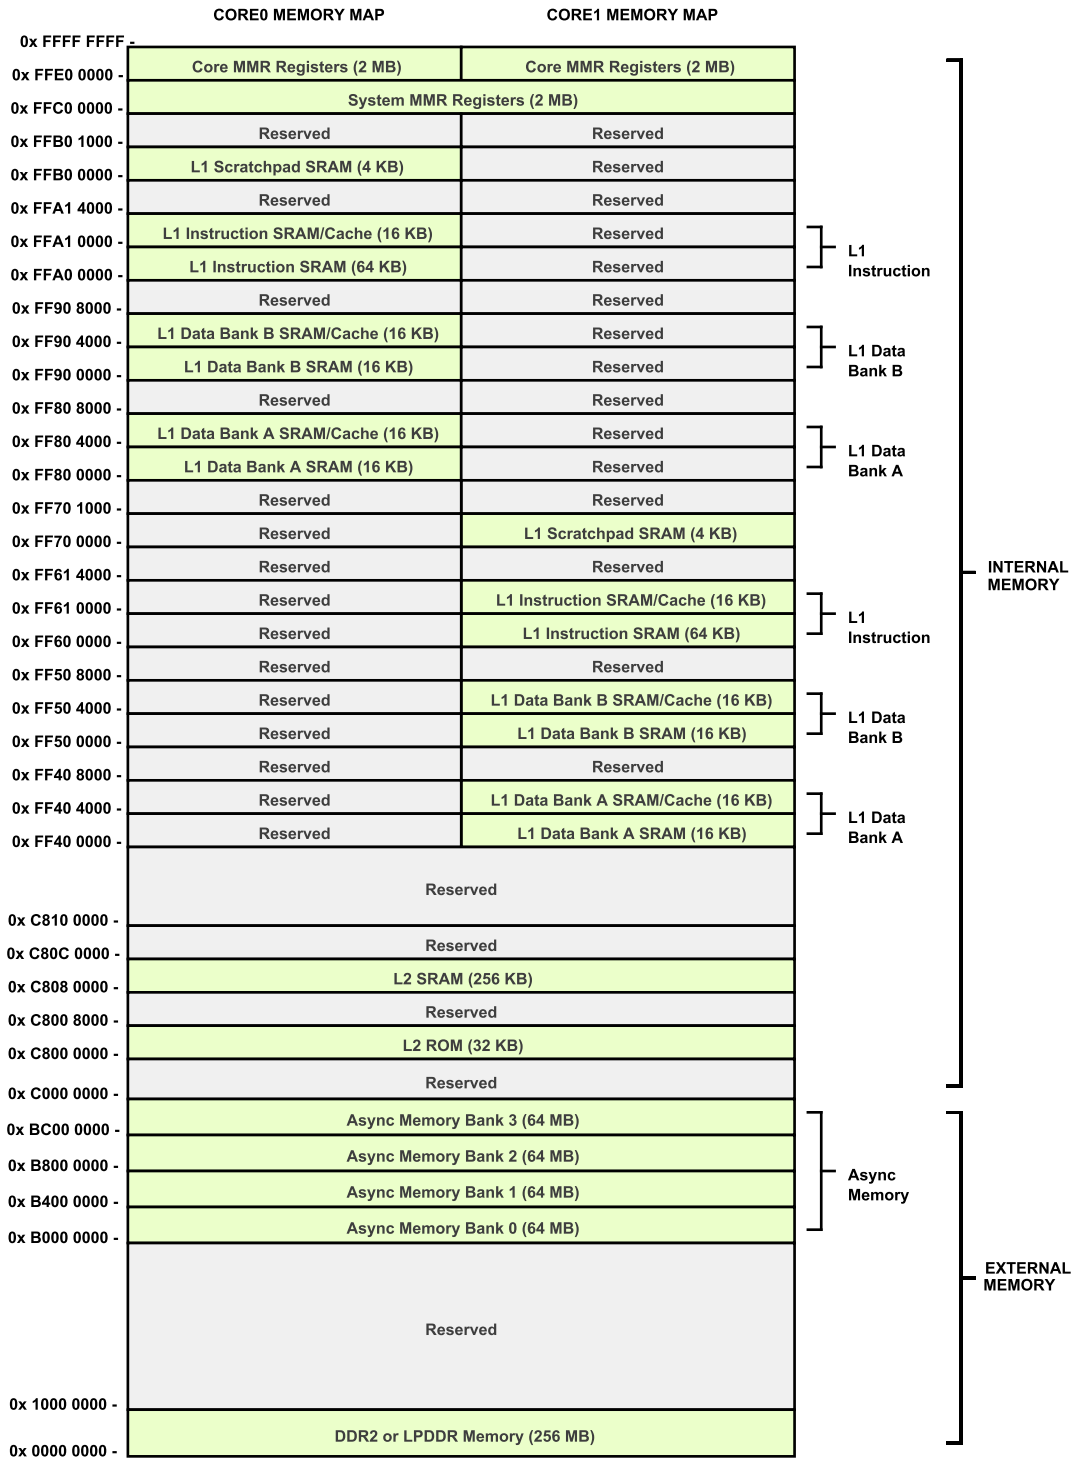 CORE0 MEMORY MAP CORE1 MEMORY MAP
0x FFFF FFFF -
Core MMR Registers (2 MB) Core MMR Registers (2 MB)
0x FFE0 0000 -
System MMR Registers (2 MB)
0x FFC0 0000 -
Reserved Reserved
0x FFB0 1000 -
L1 Scratchpad SRAM (4 KB) Reserved
0x FFB0 0000 -
Reserved Reserved
0x FFA1 4000 -
L1 Instruction SRAM/Cache (16 KB) Reserved
0x FFA1 0000 -
L1
Instruction
L1 Instruction SRAM (64 KB) Reserved
0x FFA0 0000 -
Reserved Reserved
0x FF90 8000 -
L1 Data Bank B SRAM/Cache (16 KB) Reserved
0x FF90 4000 -
L1 Data
Bank B
L1 Data Bank B SRAM (16 KB) Reserved
0x FF90 0000 -
Reserved Reserved
0x FF80 8000 -
L1 Data Bank A SRAM/Cache (16 KB) Reserved
0x FF80 4000 -
L1 Data
Bank A
L1 Data Bank A SRAM (16 KB) Reserved
0x FF80 0000 -
Reserved Reserved
0x FF70 1000 -
Reserved L1 Scratchpad SRAM (4 KB)
0x FF70 0000 -
Reserved Reserved
0x FF61 4000 -
INTERNAL
MEMORY
Reserved L1 Instruction SRAM/Cache (16 KB)
0x FF61 0000 -
L1
Instruction
Reserved L1 Instruction SRAM (64 KB)
0x FF60 0000 -
Reserved Reserved
0x FF50 8000 -
Reserved L1 Data Bank B SRAM/Cache (16 KB)
0x FF50 4000 -
L1 Data
Bank B
Reserved L1 Data Bank B SRAM (16 KB)
0x FF50 0000 -
Reserved Reserved
0x FF40 8000 -
Reserved L1 Data Bank A SRAM/Cache (16 KB)
0x FF40 4000 -
L1 Data
Bank A
Reserved L1 Data Bank A SRAM (16 KB)
0x FF40 0000 -
Reserved
0x C810 0000 -
Reserved
0x C80C 0000 -
L2 SRAM (256 KB)
0x C808 0000 -
Reserved
0x C800 8000 -
L2 ROM (32 KB)
0x C800 0000 -
Reserved
0x C000 0000 -
Async Memory Bank 3 (64 MB)
0x BC00 0000 -
Async Memory Bank 2 (64 MB)
0x B800 0000 -
Async
Memory
Async Memory Bank 1 (64 MB)
0x B400 0000 -
Async Memory Bank 0 (64 MB)
0x B000 0000 -
EXTERNAL
MEMORY
Reserved
0x 1000 0000 -
DDR2 or LPDDR Memory (256 MB)
0x 0000 0000 -